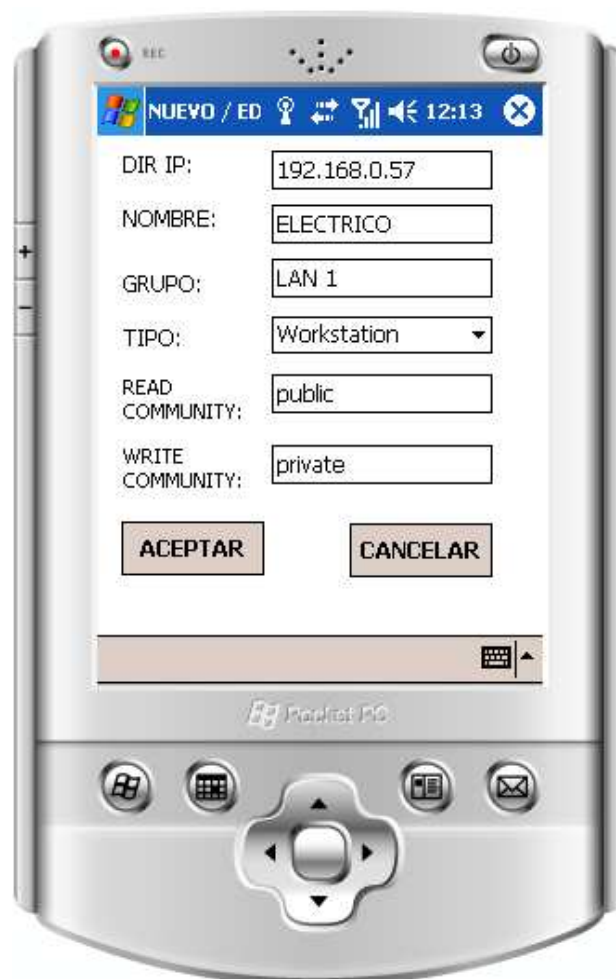 REC
NUEVO / ED 12:13
DIR IP: 192.168.0.57
NOMBRE: ELECTRICO
GRUPO: LAN 1
TIPO: Workstation
READ
COMMUNITY: public
WRITE
COMMUNITY: private
ACEPTAR CANCELAR
Pocket PC
+
−